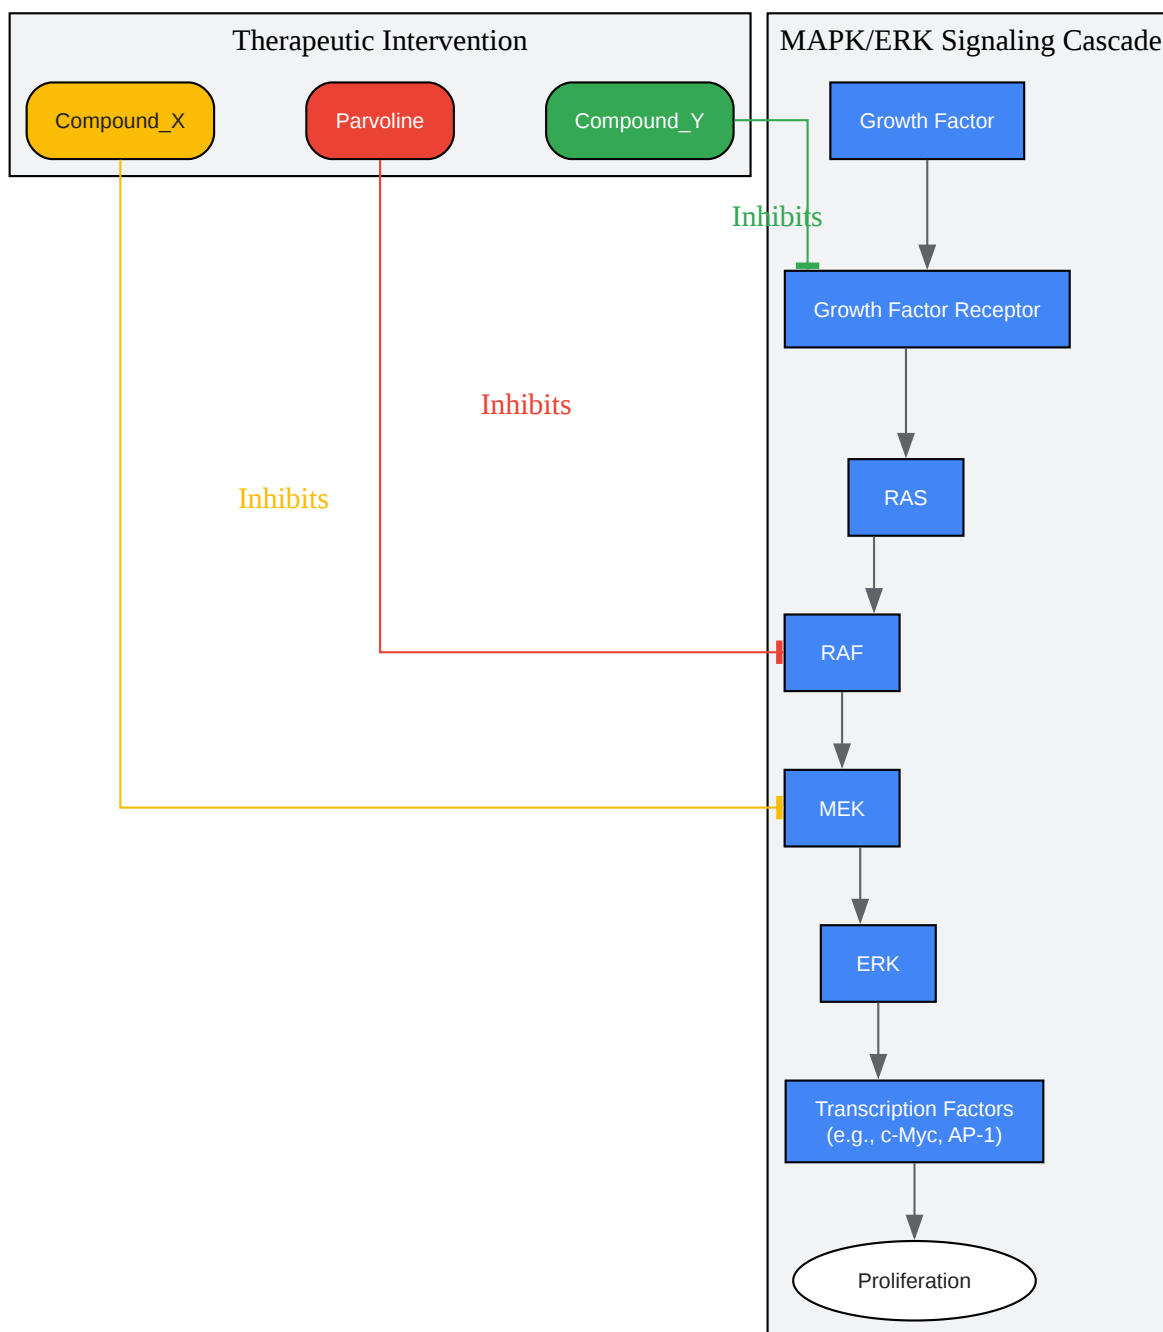 Therapeutic Intervention
Compound_X
Parvoline
Compound_Y
MAPK/ERK Signaling Cascade
Growth Factor
Inhibits
Growth Factor Receptor
Inhibits
Inhibits
RAS
RAF
MEK
ERK
Transcription Factors
(e.g., c-Myc, AP-1)
Proliferation